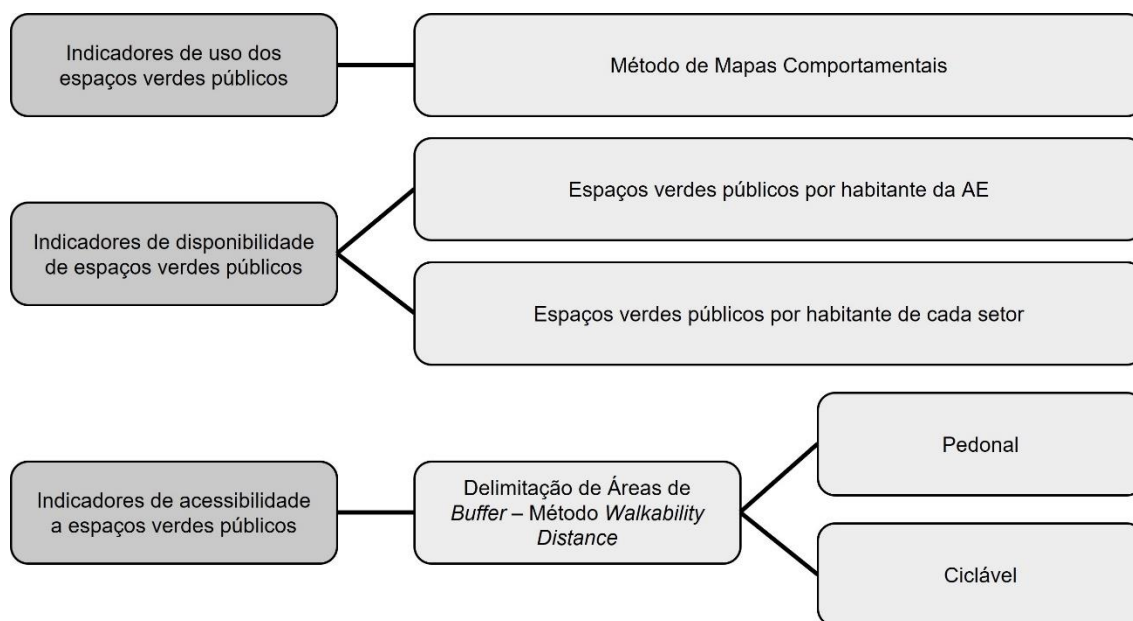 Indicadores de uso dos
espaços verdes públicos
Método de Mapas Comportamentais
Indicadores de disponibilidade
de espaços verdes públicos
Espaços verdes públicos por habitante da AE
Espaços verdes públicos por habitante de cada setor
Indicadores de acessibilidade
a espaços verdes públicos
Delimitação de Áreas de
Buffer – Método Walkability
Distance
Pedonal
Ciclável